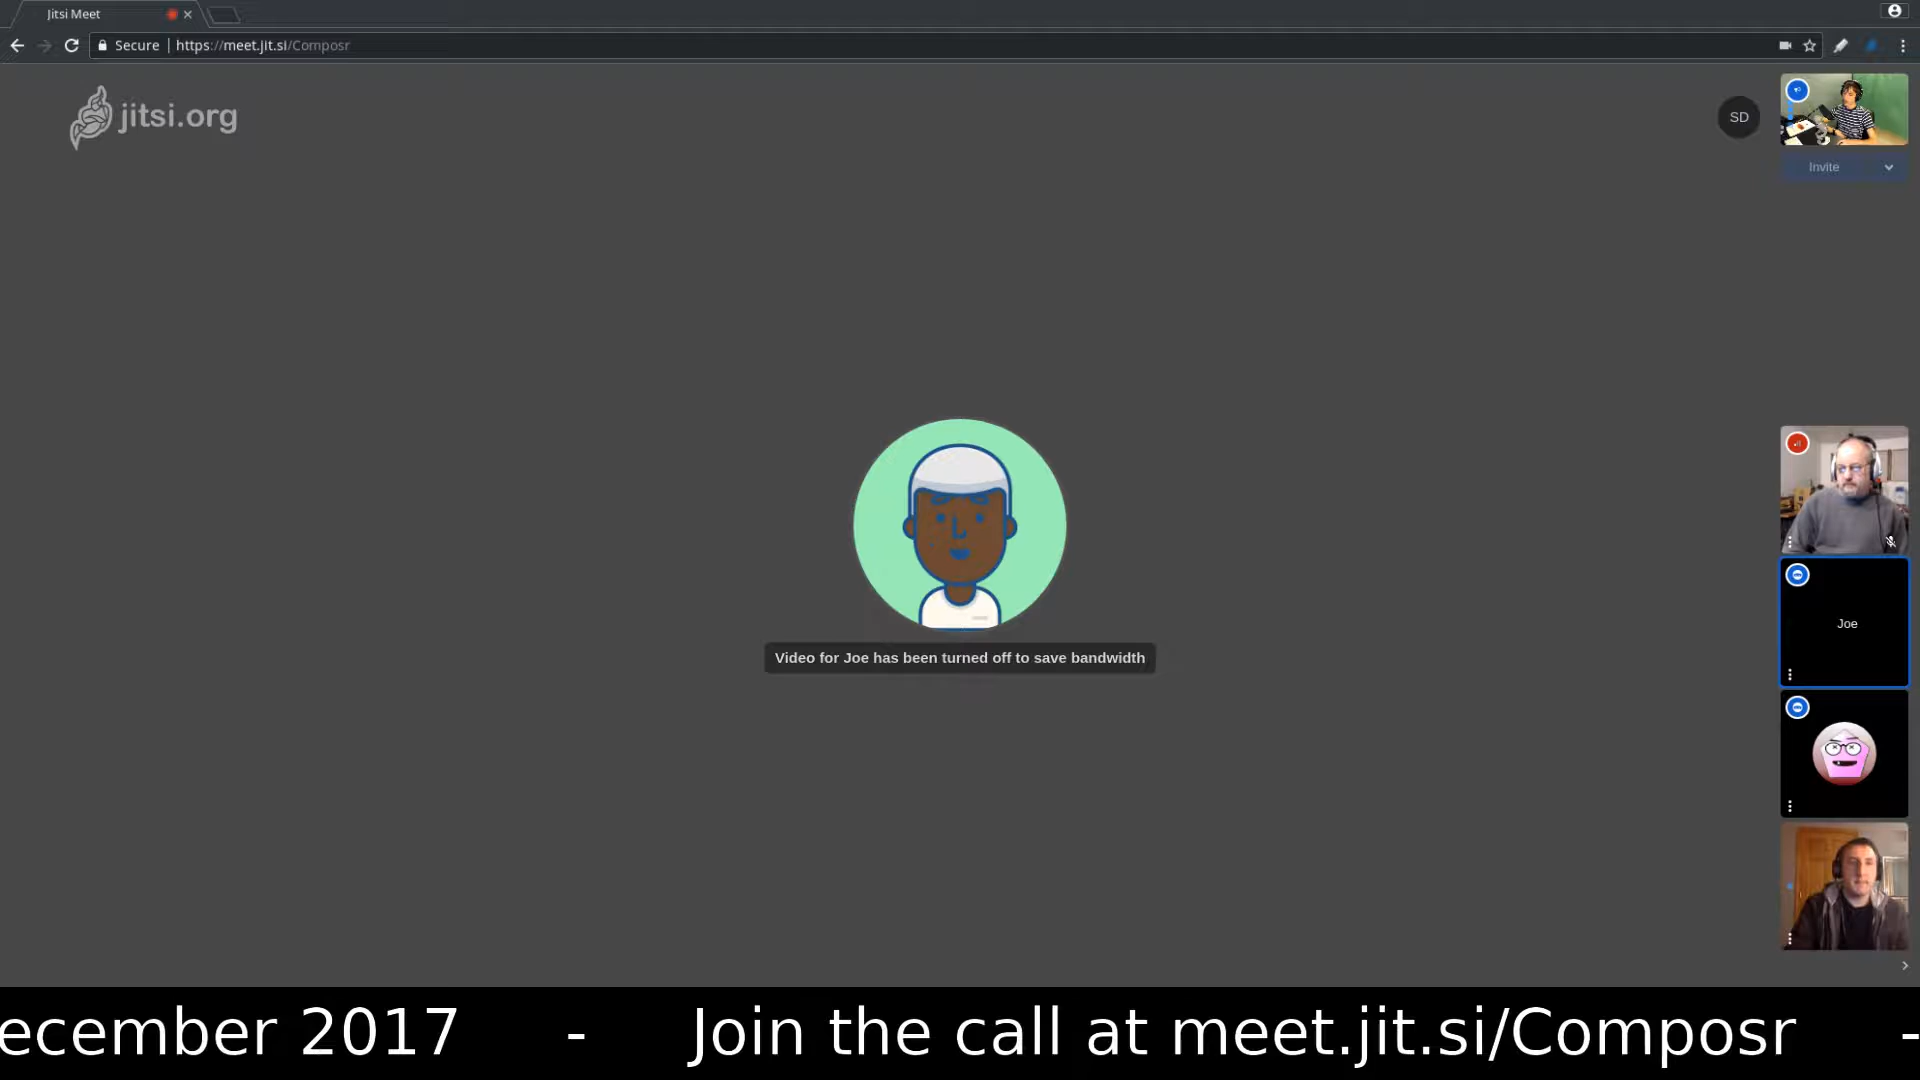 Jitsi Meet
Secure
https://meet.jit.si/Composr
jitsi.org
SD
Invite
Joe
Video for Joe has been turned off to save bandwidth
ecember 2017 - Join the call at meet.jit.si/Composr -